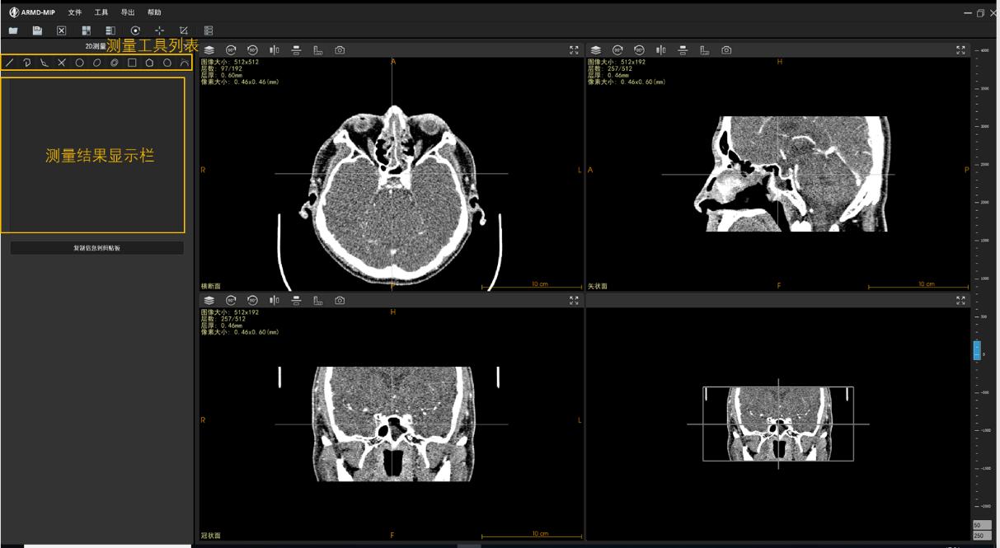 ARMD-MIP 文件 工具 导出 帮助
2D测量
测量工具列表
测量结果显示栏
复制信息到剪贴板
90° 90°
图像大小: 512x512
层数: 97/192
层厚: 0.60mm
像素大小: 0.46x0.46(mm)
A
R
L
P
横断面
10 cm
90° 90°
图像大小: 512x192
层数: 257/512
层厚: 0.46mm
像素大小: 0.46x0.60(mm)
H
A
P
F
矢状面
10 cm
90° 90°
图像大小: 512x192
层数: 257/512
层厚: 0.46mm
像素大小: 0.46x0.60(mm)
H
R
L
F
冠状面
10 cm
4000
3500
3000
2500
2000
1500
1000
500
0
-500
-1000
-1500
-2000
50
250